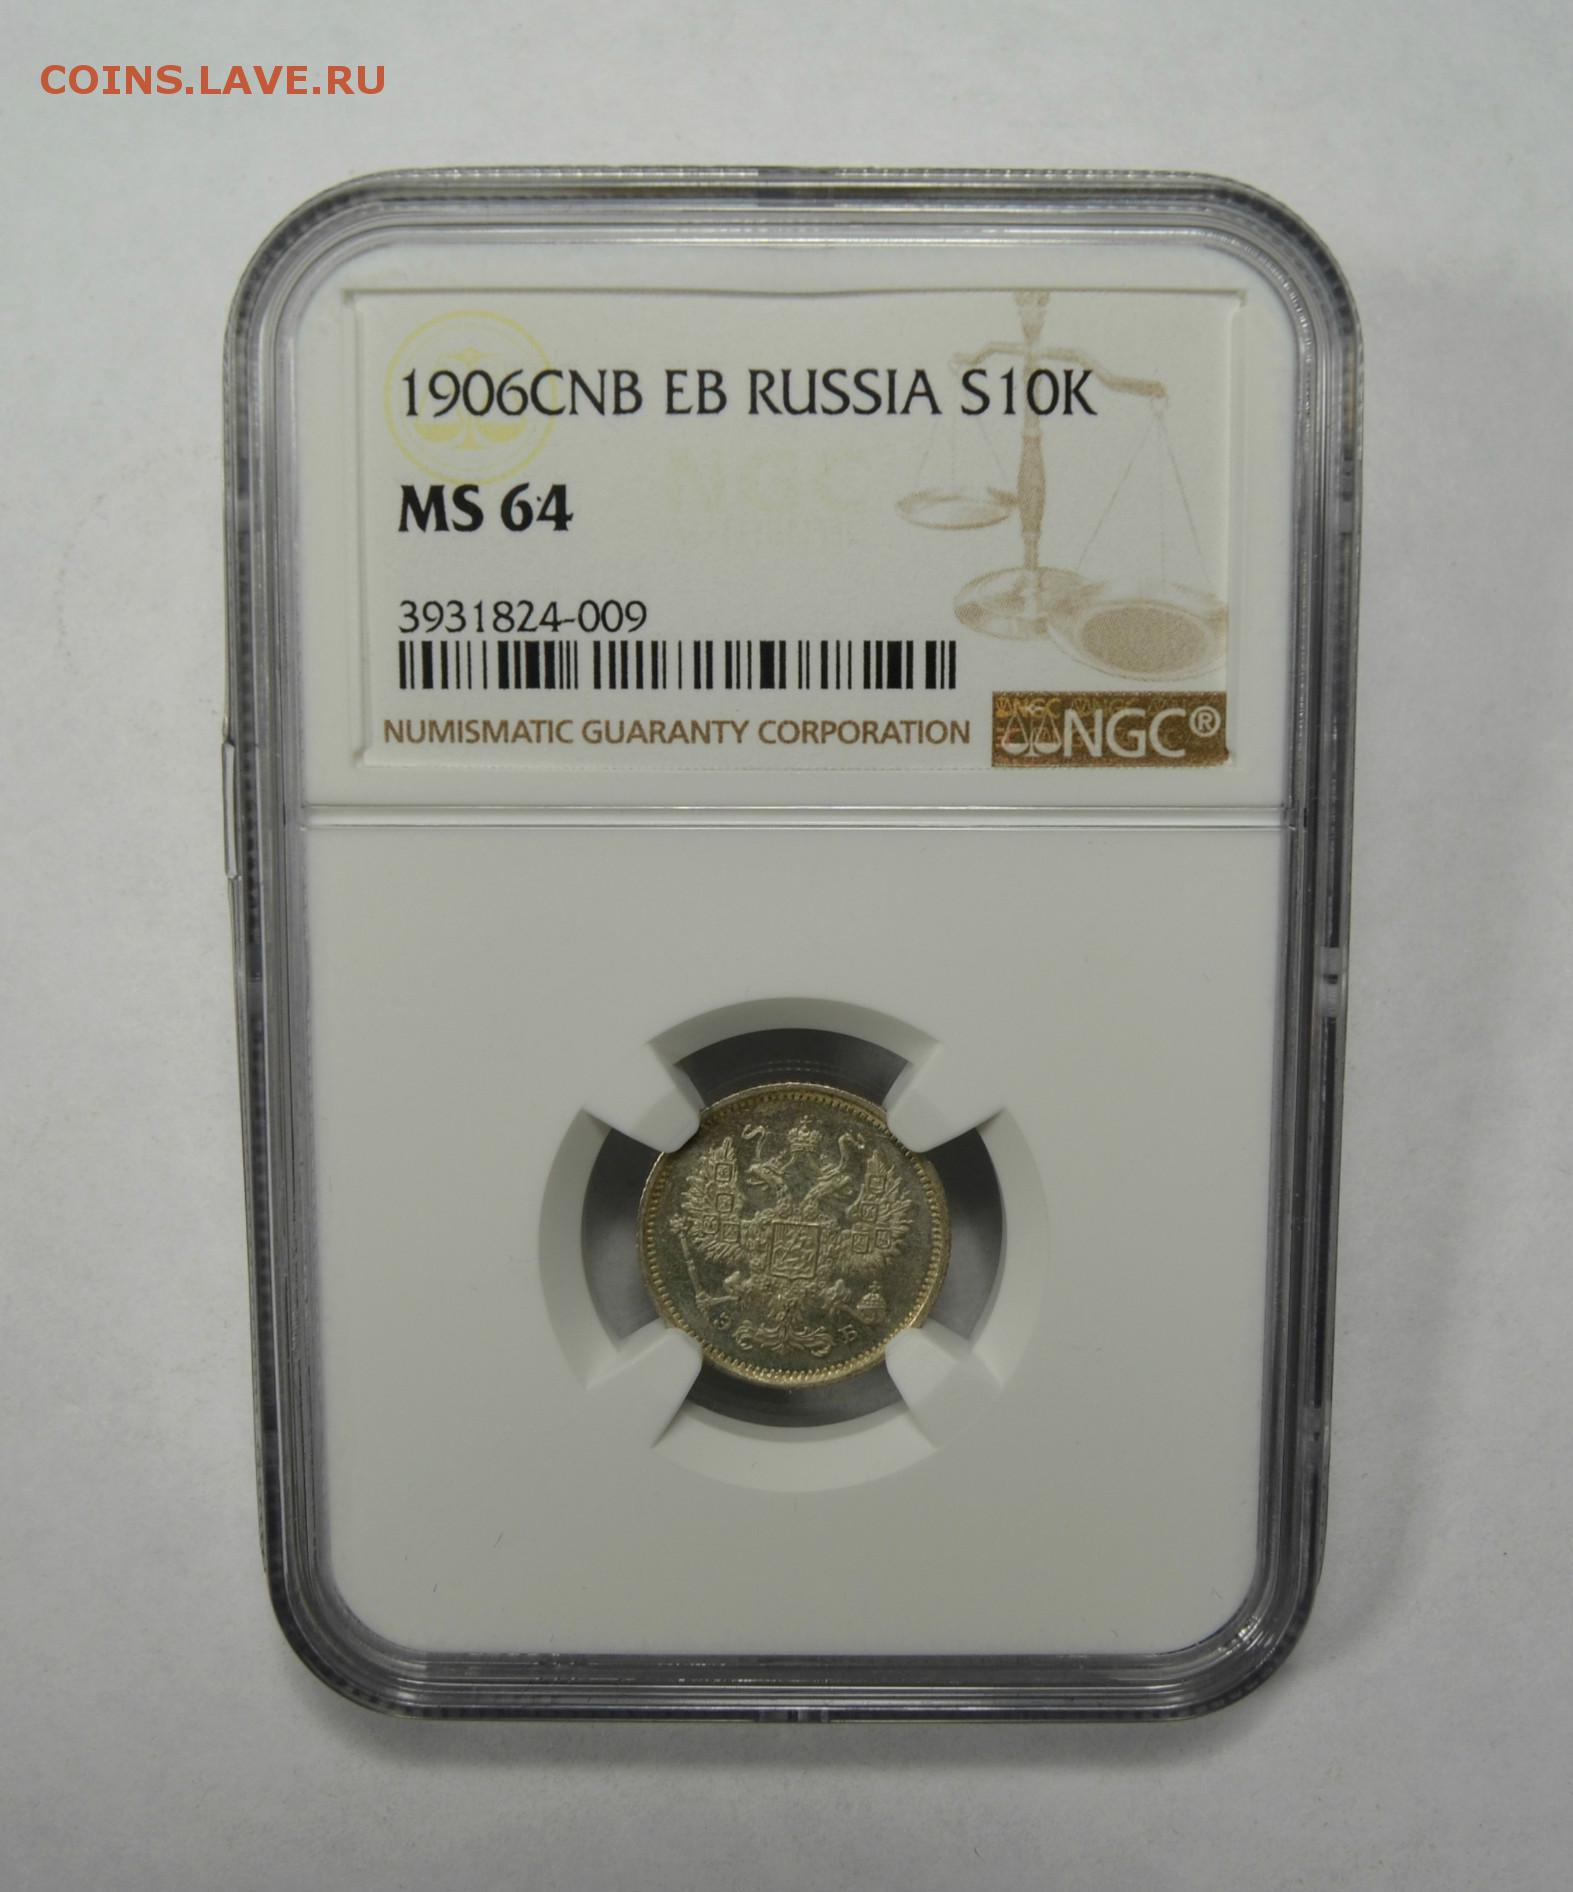 COINS.LAVE.RU
1906CNB EB RUSSIA S10K
MS 64
3931824-009
NUMISMATIC GUARANTY CORPORATION NGC®
Э Б